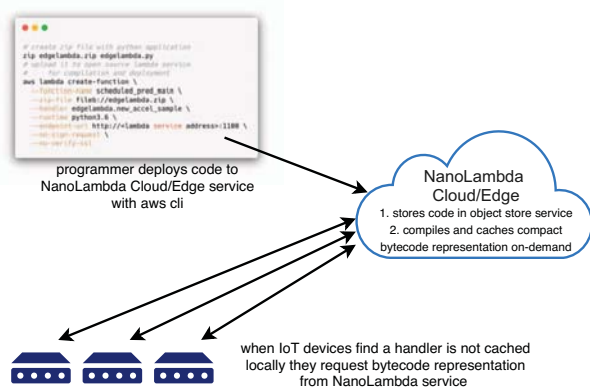 # create zip file with python application
zip edgelambda.zip edgelambda.py
# upload it to open source lambda service
# for compilation and deployment
aws lambda create-function \
--function-name scheduled_pred_main \
--zip-file fileb://edgelambda.zip \
--handler edgelambda.new_accel_sample \
--runtime python3.6 \
--endpoint-url http://<lambda service address>:1100 \
--no-sign-request \
--no-verify-ssl
programmer deploys code to
NanoLambda Cloud/Edge service
with aws cli
NanoLambda
Cloud/Edge
1. stores code in object store service
2. compiles and caches compact
bytecode representation on-demand
when IoT devices find a handler is not cached
locally they request bytecode representation
from NanoLambda service